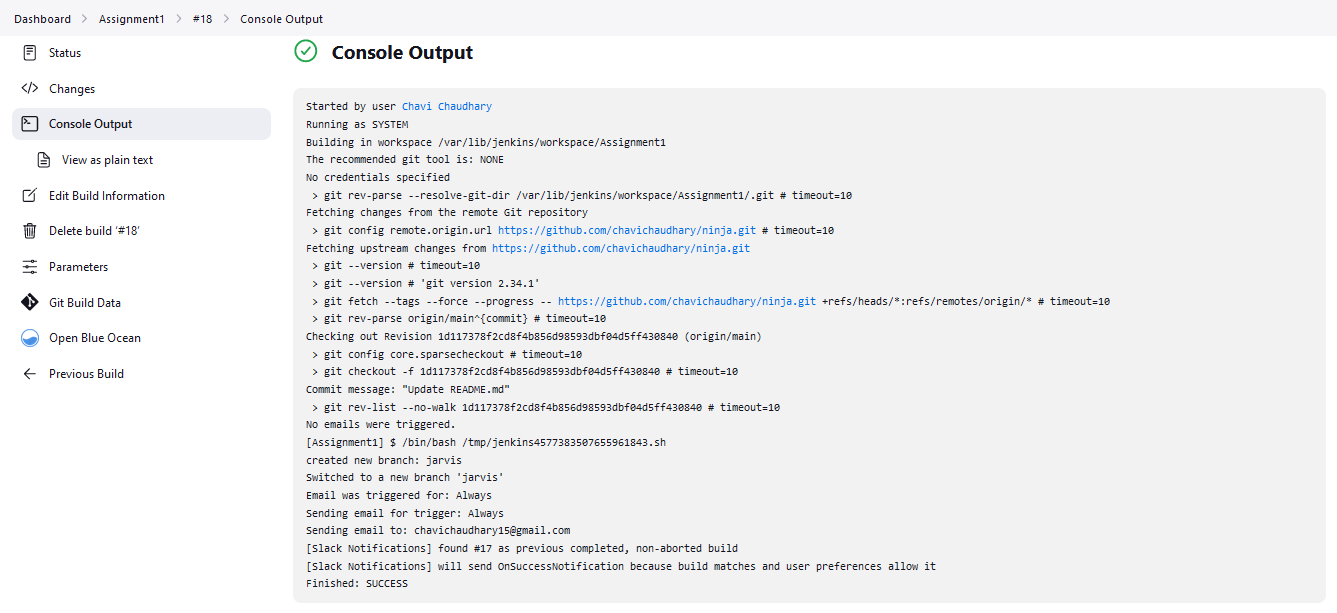 Dashboard > Assignment1 > #18 > Console Output
Status
Changes
Console Output
View as plain text
Edit Build Information
Delete build ‘#18’
Parameters
Git Build Data
Open Blue Ocean
Previous Build
Console Output
Started by user Chavi Chaudhary
Running as SYSTEM
Building in workspace /var/lib/jenkins/workspace/Assignment1
The recommended git tool is: NONE
No credentials specified
 > git rev-parse --resolve-git-dir /var/lib/jenkins/workspace/Assignment1/.git # timeout=10
Fetching changes from the remote Git repository
 > git config remote.origin.url https://github.com/chavichaudhary/ninja.git # timeout=10
Fetching upstream changes from https://github.com/chavichaudhary/ninja.git
 > git --version # timeout=10
 > git --version # 'git version 2.34.1'
 > git fetch --tags --force --progress -- https://github.com/chavichaudhary/ninja.git +refs/heads/*:refs/remotes/origin/* # timeout=10
 > git rev-parse origin/main^{commit} # timeout=10
Checking out Revision 1d117378f2cd8f4b856d98593dbf04d5ff430840 (origin/main)
 > git config core.sparsecheckout # timeout=10
 > git checkout -f 1d117378f2cd8f4b856d98593dbf04d5ff430840 # timeout=10
Commit message: "Update README.md"
 > git rev-list --no-walk 1d117378f2cd8f4b856d98593dbf04d5ff430840 # timeout=10
No emails were triggered.
[Assignment1] $ /bin/bash /tmp/jenkins4577383507655961843.sh
created new branch: jarvis
Switched to a new branch 'jarvis'
Email was triggered for: Always
Sending email for trigger: Always
Sending email to: chavichaudhary15@gmail.com
[Slack Notifications] found #17 as previous completed, non-aborted build
[Slack Notifications] will send OnSuccessNotification because build matches and user preferences allow it
Finished: SUCCESS